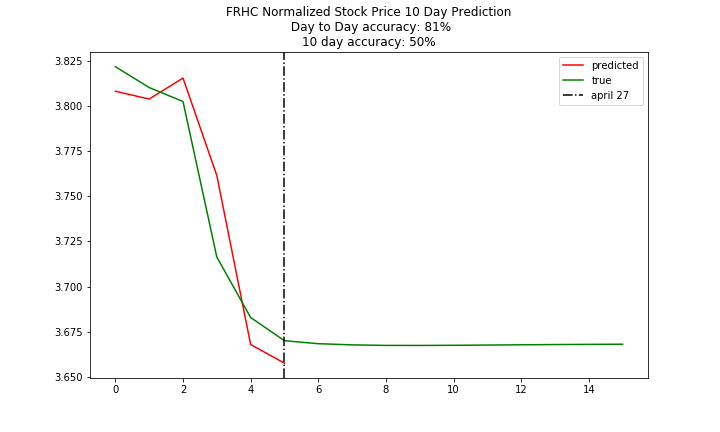 FRHC Normalized Stock Price 10 Day Prediction
Day to Day accuracy: 81%
10 day accuracy: 50%
3.825
3.800
3.775
3.750
3.725
3.700
3.675
3.650
0 2 4 6 8 10 12 14
predicted
true
april 27